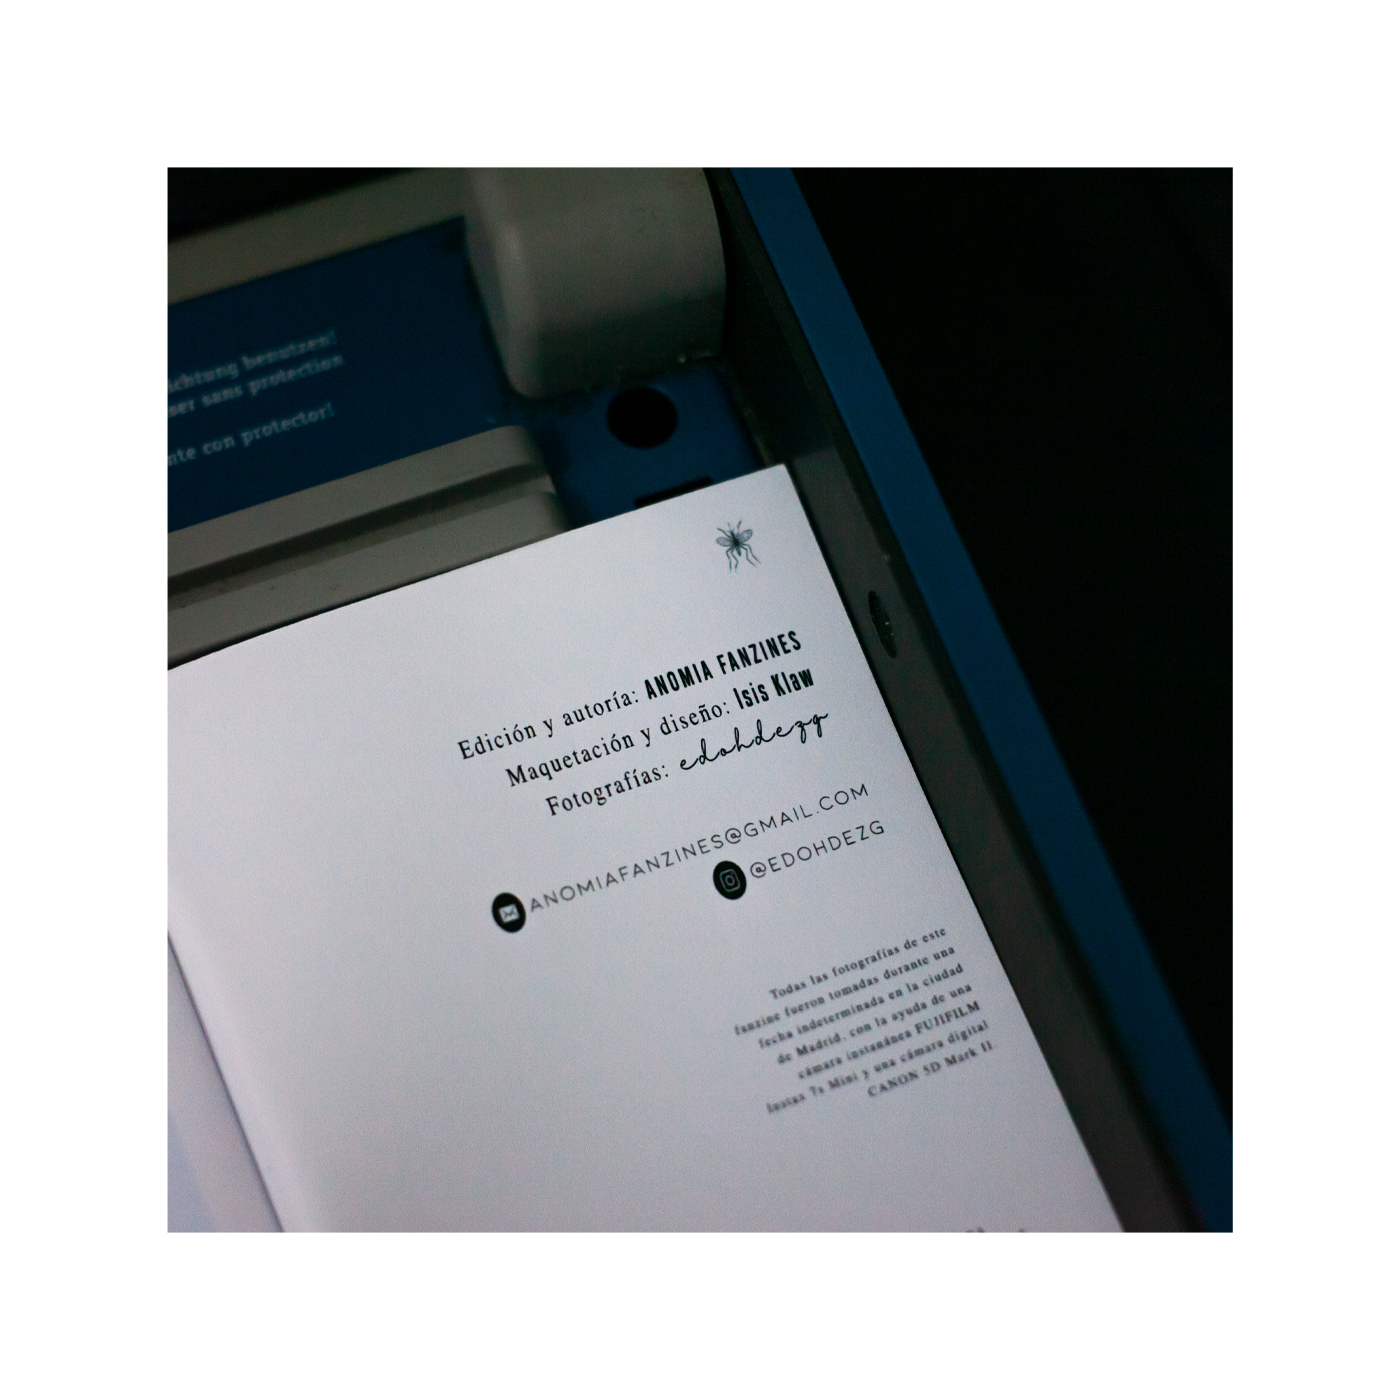 ichtung benutzen!
ser sans protection
nte con protector!
Edición y autoría: ANOMIA FANZINES
Maquetación y diseño: Isis Klaw
Fotografías: edohdezg
ANOMIAFANZINES@GMAIL.COM
@EDOHDEZG
Todas las fotografías de este
fanzine fueron tomadas durante una
fecha indeterminada en la ciudad
de Madrid, con la ayuda de una
cámara instantánea FUJIFILM
Instax 7s Mini y una cámara digital
CANON 5D Mark II.